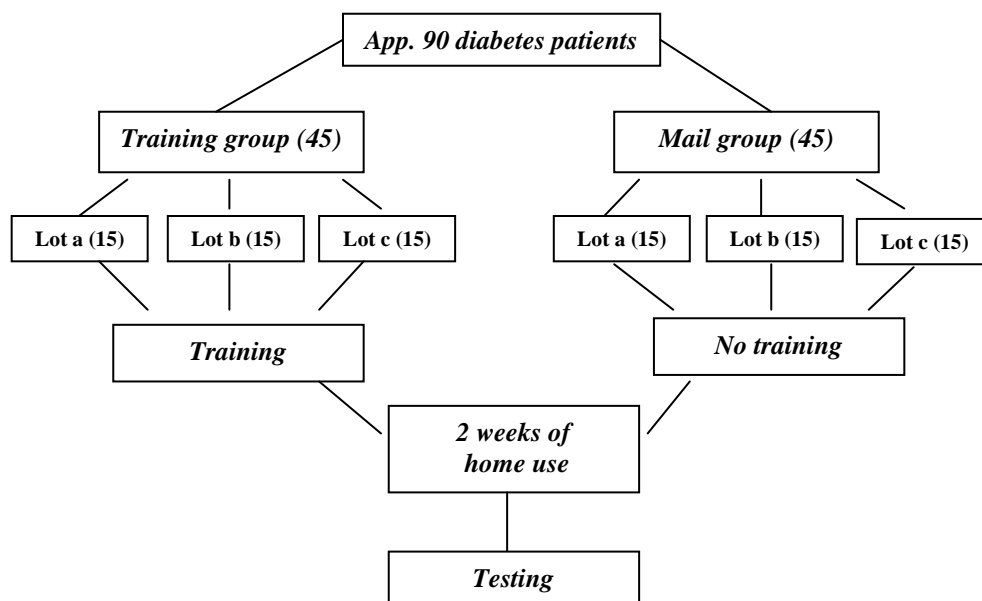 App. 90 diabetes patients
Training group (45)
Mail group (45)
Lot a (15)
Lot b (15)
Lot c (15)
Lot a (15)
Lot b (15)
Lot c (15)
Training
No training
2 weeks of
home use
Testing